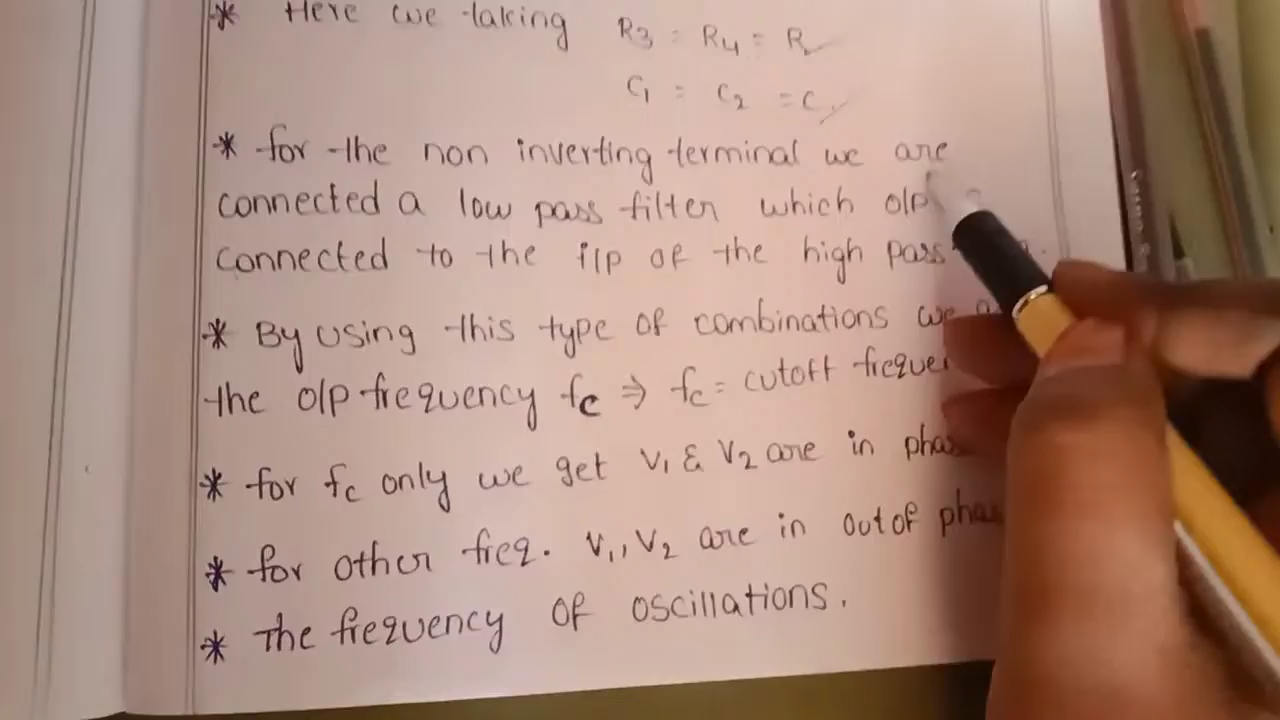 * Here we taking R3 = R4 = R
C1 = C2 = C
* for the non inverting terminal we are
connected a low pass filter which o/p
connected to the i/p of the high pass
* By using this type of combinations we
the o/p frequency fc ⇒ fc = cutoff
* for fc only we get V1 & V2 are in
* for other freq. V1, V2 are in out of
* The frequency of oscillations.